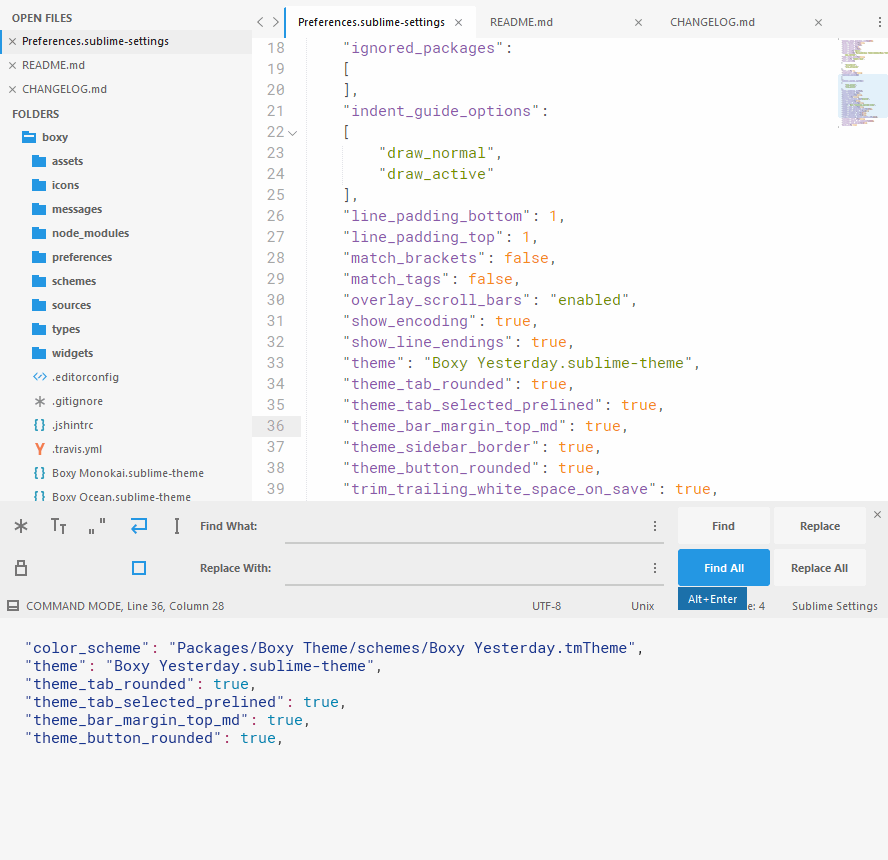 OPEN FILES
Preferences.sublime-settings
README.md
CHANGELOG.md
FOLDERS
boxy
assets
icons
messages
node_modules
preferences
schemes
sources
types
widgets
.editorconfig
.gitignore
.jshintrc
.travis.yml
Boxy Monokai.sublime-theme
Boxy Ocean.sublime-theme
Preferences.sublime-settings README.md CHANGELOG.md
18 "ignored_packages":
19 [
20 ],
21 "indent_guide_options":
22 [
23 "draw_normal",
24 "draw_active"
25 ],
26 "line_padding_bottom": 1,
27 "line_padding_top": 1,
28 "match_brackets": false,
29 "match_tags": false,
30 "overlay_scroll_bars": "enabled",
31 "show_encoding": true,
32 "show_line_endings": true,
33 "theme": "Boxy Yesterday.sublime-theme",
34 "theme_tab_rounded": true,
35 "theme_tab_selected_prelined": true,
36 "theme_bar_margin_top_md": true,
37 "theme_sidebar_border": true,
38 "theme_button_rounded": true,
39 "trim_trailing_white_space_on_save": true,
Find What: Find Replace
Replace With: Find All Replace All
Alt+Enter
COMMAND MODE, Line 36, Column 28 UTF-8 Unix e: 4 Sublime Settings
"color_scheme": "Packages/Boxy Theme/schemes/Boxy Yesterday.tmTheme",
"theme": "Boxy Yesterday.sublime-theme",
"theme_tab_rounded": true,
"theme_tab_selected_prelined": true,
"theme_bar_margin_top_md": true,
"theme_button_rounded": true,